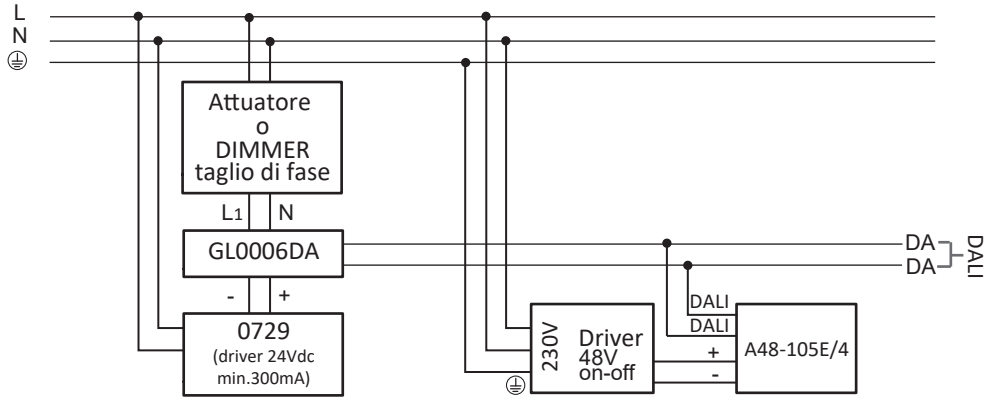 L
N
Attuatore
o
DIMMER
taglio di fase
L1 N
GL0006DA
- +
0729
(driver 24Vdc
min.300mA)
230V
Driver
48V
on-off
DALI
DALI
+
-
A48-105E/4
DA
DA
DALI